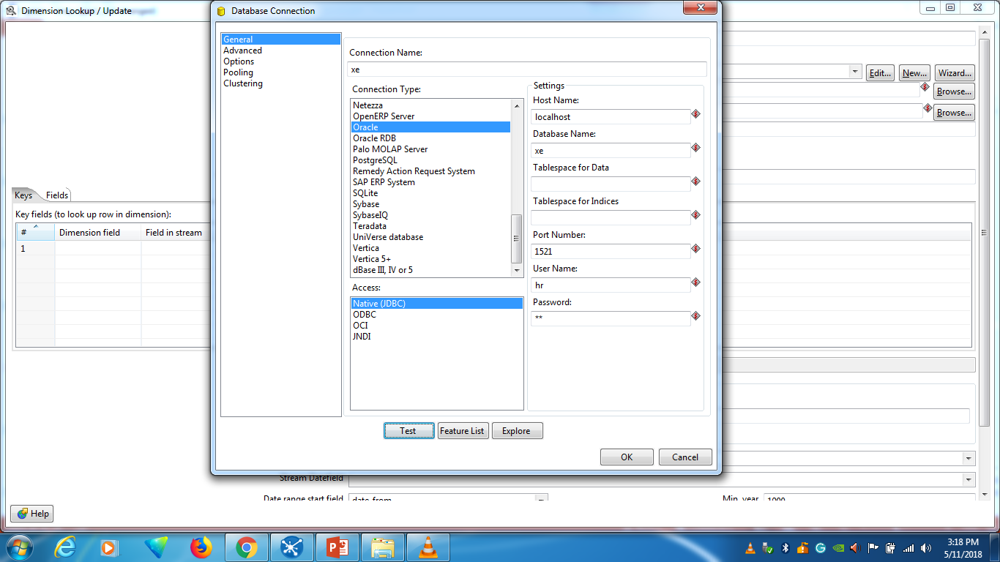 Dimension Lookup / Update
Database Connection
General
Advanced
Options
Pooling
Clustering
Connection Name:
xe
Connection Type:
Netezza
OpenERP Server
Oracle
Oracle RDB
Palo MOLAP Server
PostgreSQL
Remedy Action Request System
SAP ERP System
SQLite
Sybase
SybaseIQ
Teradata
UniVerse database
Vertica
Vertica 5+
dBase III, IV or 5
Access:
Native (JDBC)
ODBC
OCI
JNDI
Settings
Host Name:
localhost
Database Name:
xe
Tablespace for Data
Tablespace for Indices
Port Number:
1521
User Name:
hr
Password:
**
Test
Feature List
Explore
OK
Cancel
Edit...
New...
Wizard...
Browse...
Browse...
Keys
Fields
Key fields (to look up row in dimension):
# Dimension field Field in stream
1
Stream Datefield
Date range start field date_from Min. year 1900
Help
3:18 PM
5/11/2018